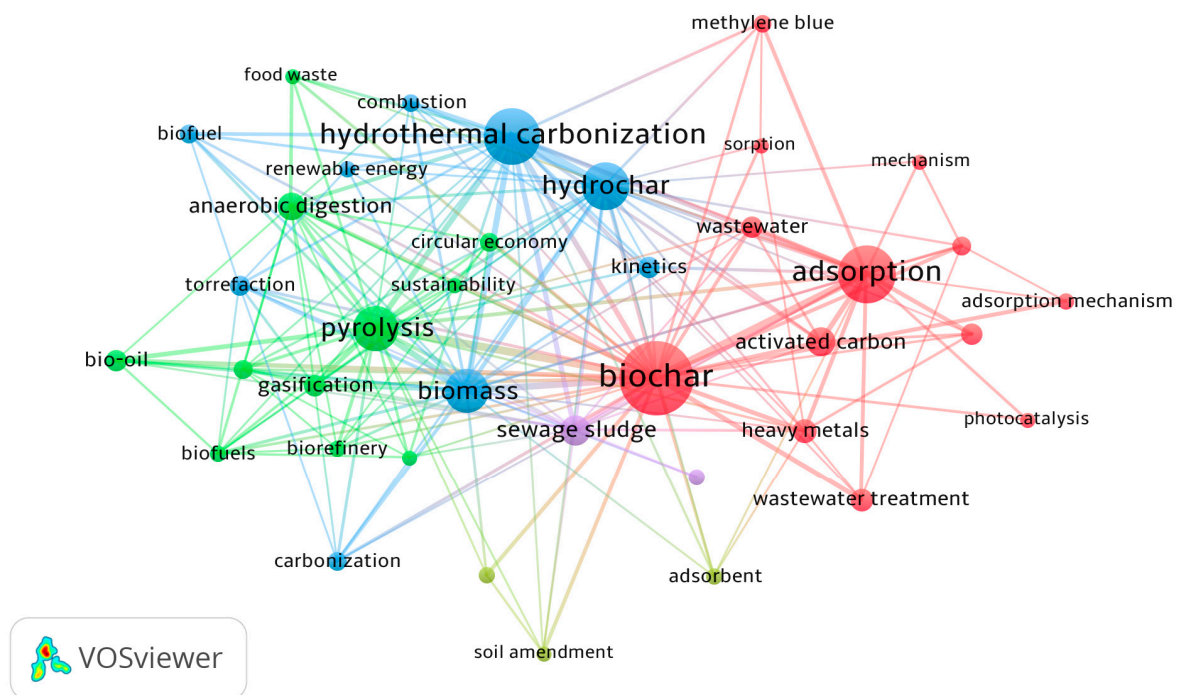 methylene blue
food waste
combustion
biofuel
hydrothermal carbonization
sorption
mechanism
renewable energy
hydrochar
anaerobic digestion
wastewater
circular economy
kinetics
adsorption
torrefaction
sustainability
adsorption mechanism
pyrolysis
activated carbon
bio-oil
gasification
biomass
biochar
photocatalysis
sewage sludge
heavy metals
biofuels
biorefinery
wastewater treatment
carbonization
adsorbent
soil amendment
VOSviewer